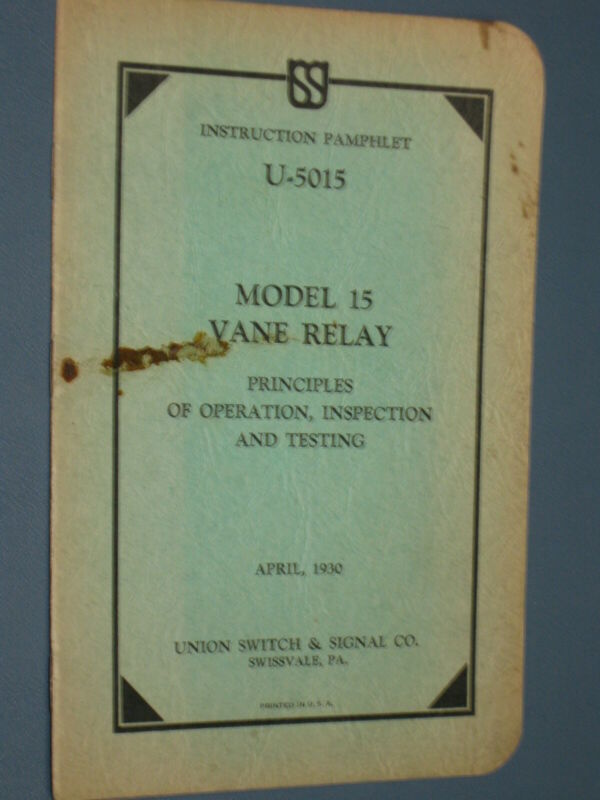 INSTRUCTION PAMPHLET
U-5015
MODEL 15
VANE RELAY
PRINCIPLES
OF OPERATION, INSPECTION
AND TESTING
APRIL, 1930
UNION SWITCH & SIGNAL CO.
SWISSVALE, PA.
PRINTED IN U. S. A.